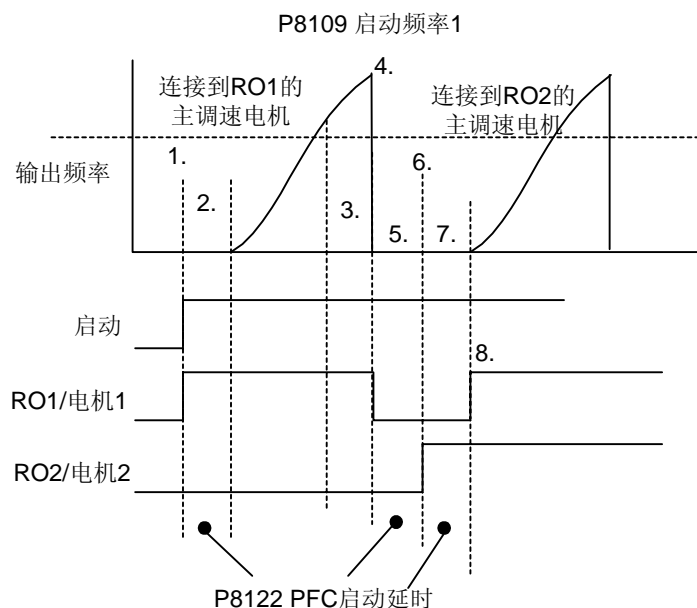 P8109 启动频率1
连接到RO1的
主调速电机
4.
连接到RO2的
主调速电机
1.
6.
输出频率
2.
3.
5.
7.
启动
8.
RO1/电机1
RO2/电机2
P8122 PFC启动延时